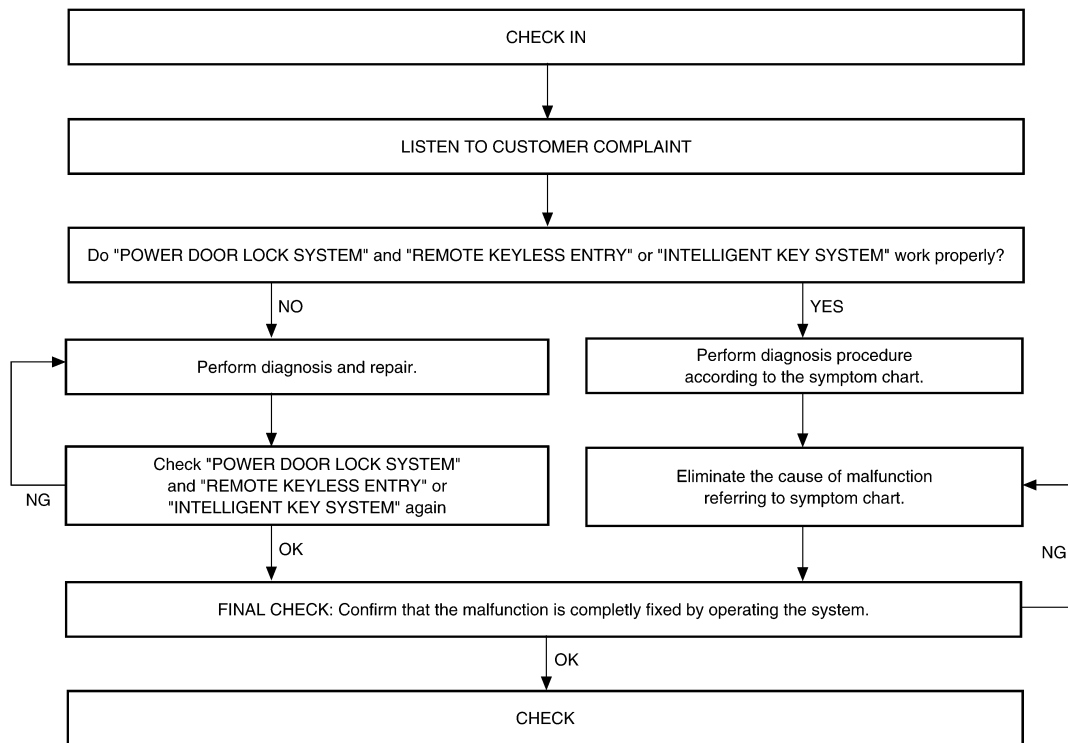 CHECK IN
LISTEN TO CUSTOMER COMPLAINT
Do "POWER DOOR LOCK SYSTEM" and "REMOTE KEYLESS ENTRY" or "INTELLIGENT KEY SYSTEM" work properly?
NO
YES
Perform diagnosis and repair.
Perform diagnosis procedure
according to the symptom chart.
Check "POWER DOOR LOCK SYSTEM"
and "REMOTE KEYLESS ENTRY" or
"INTELLIGENT KEY SYSTEM" again
NG
Eliminate the cause of malfunction
referring to symptom chart.
OK
NG
FINAL CHECK: Confirm that the malfunction is completly fixed by operating the system.
OK
CHECK